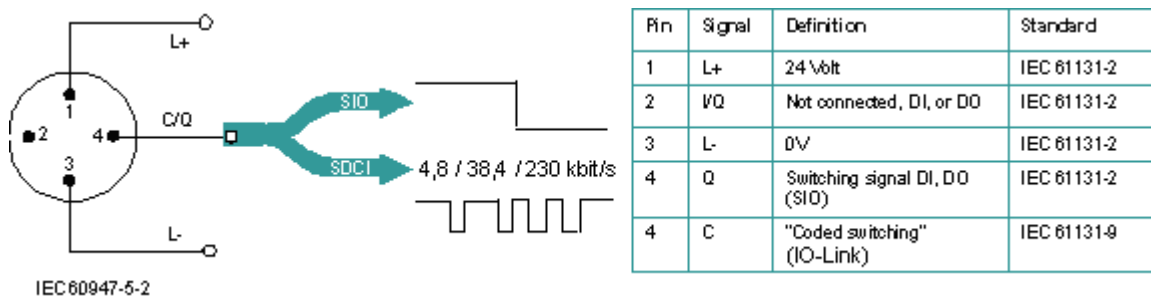 L+
1
C/Q
2
4
3
L-
SIO
SDCI
4,8 / 38,4 / 230 kbit/s
IEC60947-5-2
Pin Signal Definition Standard
1 L+ 24 Volt IEC 61131-2
2 I/Q Not connected, DI, or DO IEC 61131-2
3 L- 0V IEC 61131-2
4 Q Switching signal DI, DO IEC 61131-2
(SIO)
4 C "Coded switching" IEC 61131-9
(IO-Link)